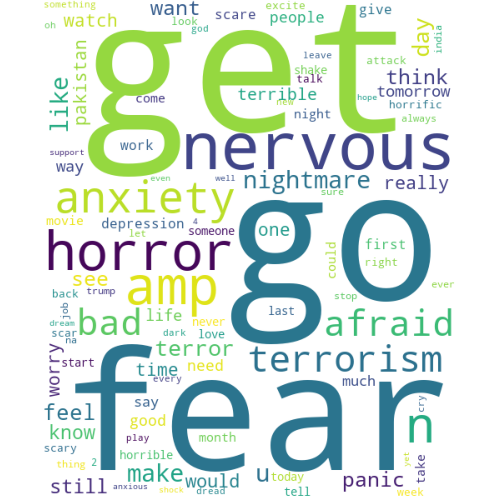 something
excite
oh
want
look
scare
people
give
watch
god
day
india
get
leave
shake
attack
talk
think
like
pakistan
terrible
tomorrow
come
new
hope
horrific
night
always
work
nervous
support
way
even
well
nightmare
really
sure
anxiety
movie
depression
4
someone
one
go
let
horror
could
first
right
see
amp
back
trump
last
stop
ever
job
scar
dream
bad
life
never
afraid
na
dark
love
terror
worry
start
time
need
terrorism
every
much
fear
feel
say
good
play
month
n
cry
know
scary
horrible
thing
2
make
would
u
today
panic
take
yet
still
anxious
shock
dread
tell
week